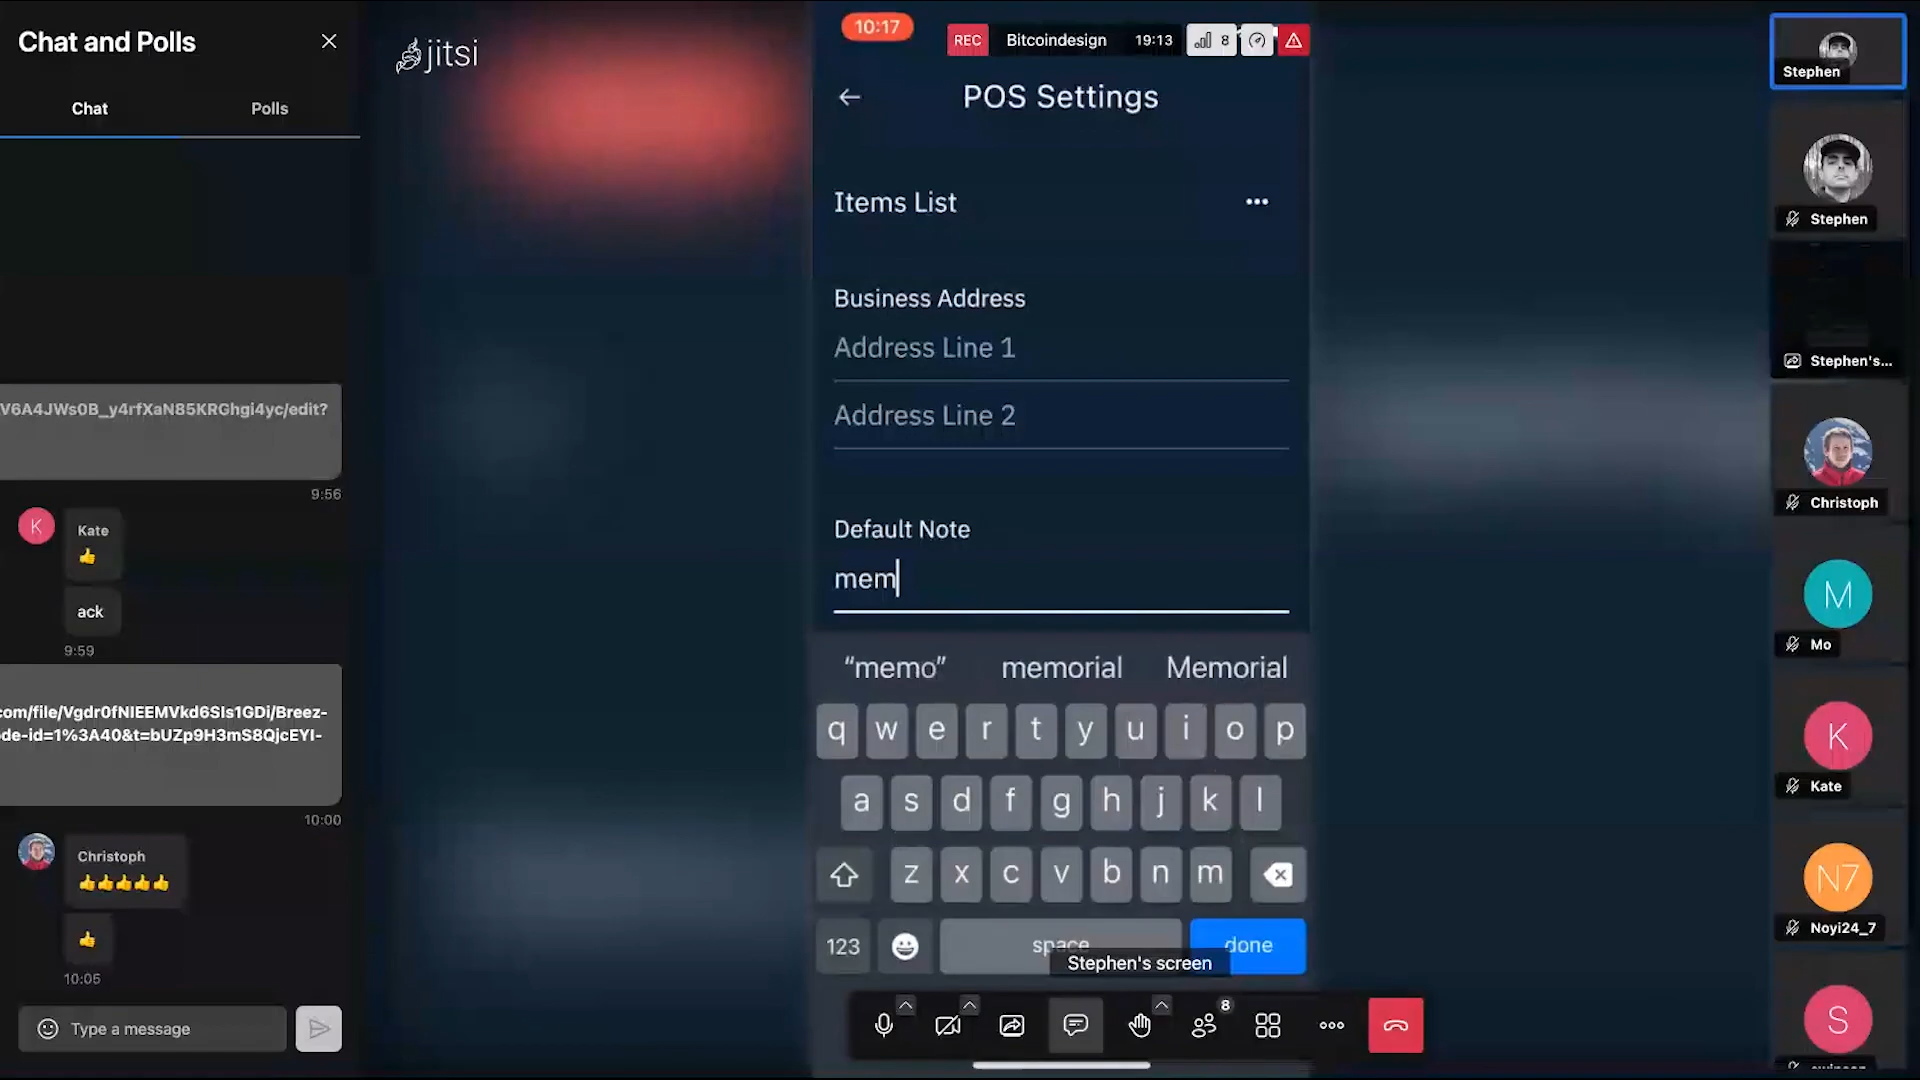 Chat and Polls
Chat
Polls
V6A4JWs0B_y4rfXaN85KRGhgi4yc/edit?
9:56
K
Kate
👍
ack
9:59
com/file/Vgdr0fNIEEMVkd6SIs1GDi/Breez-
de-id=1%3A40&t=bUZp9H3mS8QjcEYI-
10:00
Christoph
👍👍👍👍👍
👍
10:05
Type a message
jitsi
10:17
REC
Bitcoindesign
19:13
8
POS Settings
Items List
Business Address
Address Line 1
Address Line 2
Default Note
mem
“memo” memorial Memorial
q w e r t y u i o p
a s d f g h j k l
z x c v b n m
123 space done
Stephen's screen
8
Stephen
Stephen
Stephen's...
Christoph
M
Mo
K
Kate
N7
Noyi24_7
S